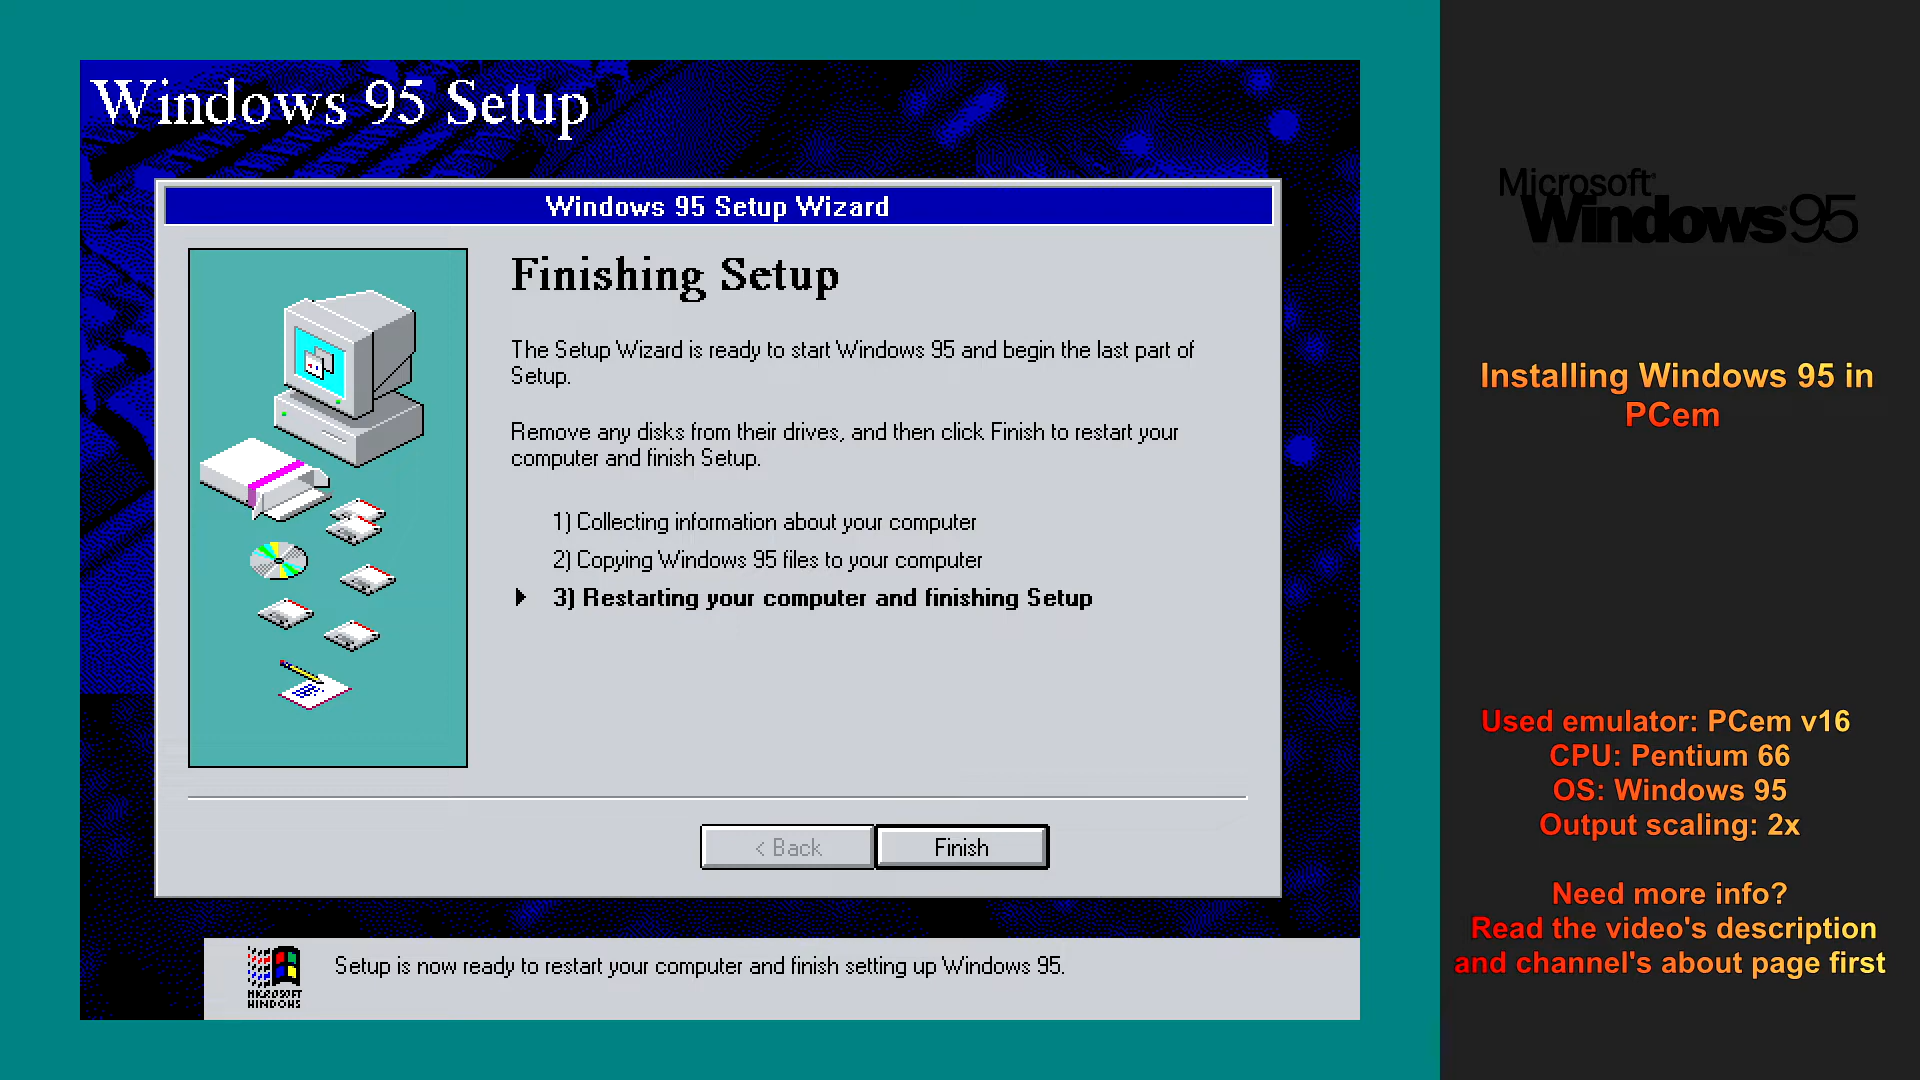 Windows 95 Setup
Windows 95 Setup Wizard
Finishing Setup
The Setup Wizard is ready to start Windows 95 and begin the last part of
Setup.
Remove any disks from their drives, and then click Finish to restart your
computer and finish Setup.
1) Collecting information about your computer
2) Copying Windows 95 files to your computer
3) Restarting your computer and finishing Setup
< Back
Finish
MICROSOFT
WINDOWS
Setup is now ready to restart your computer and finish setting up Windows 95.
Microsoft
Windows 95
Installing Windows 95 in
PCem
Used emulator: PCem v16
CPU: Pentium 66
OS: Windows 95
Output scaling: 2x
Need more info?
Read the video's description
and channel's about page first